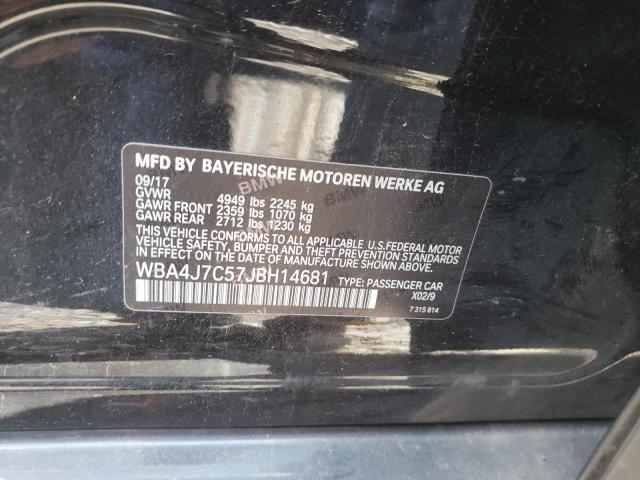 MFD BY BAYERISCHE MOTOREN WERKE AG
09/17
GVWR 4949 lbs 2245 kg
GAWR FRONT 2359 lbs 1070 kg
GAWR REAR 2712 lbs 1230 kg
THIS VEHICLE CONFORMS TO ALL APPLICABLE U.S.FEDERAL MOTOR
VEHICLE SAFETY, BUMPER, AND THEFT PREVENTION STANDARDS
IN EFFECT ON THE DATE OF MANUFACTURE SHOWN ABOVE.
WBA4J7C57JBH14681 TYPE: PASSENGER CAR
X02/9
7 315 814